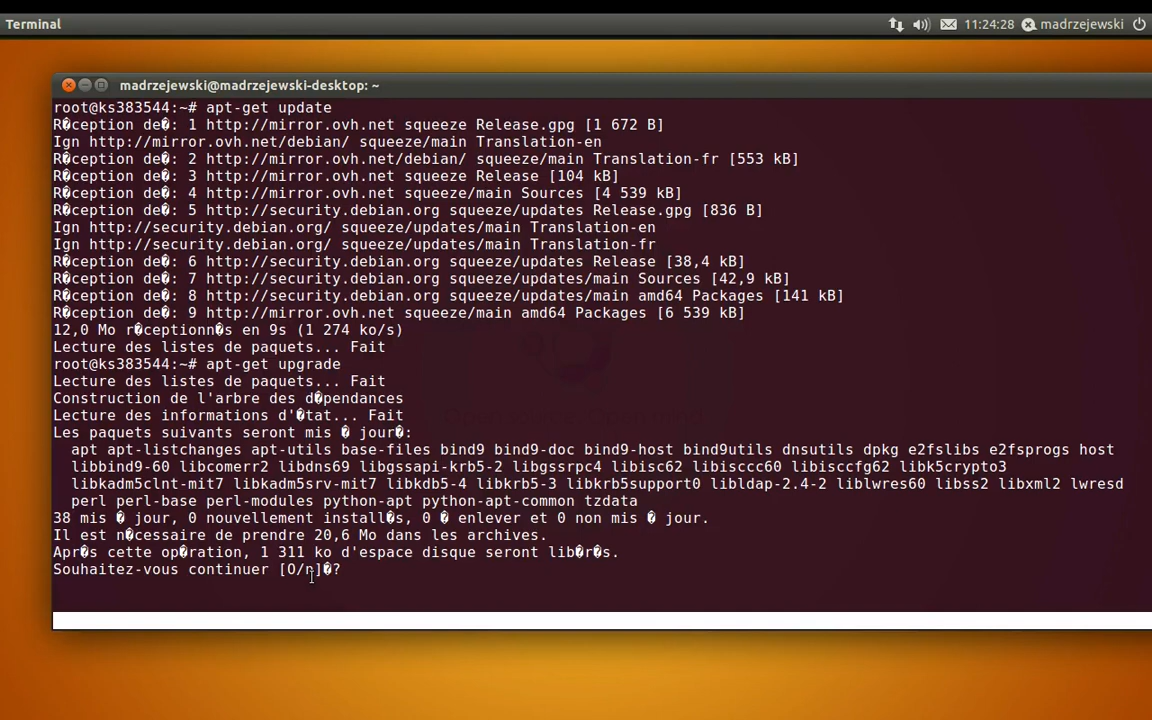 Terminal
11:24:28 madrzejewski
madrzejewski@madrzejewski-desktop: ~
root@ks383544:~# apt-get update
R�ception de�: 1 http://mirror.ovh.net squeeze Release.gpg [1 672 B]
Ign http://mirror.ovh.net/debian/ squeeze/main Translation-en
R�ception de�: 2 http://mirror.ovh.net/debian/ squeeze/main Translation-fr [553 kB]
R�ception de�: 3 http://mirror.ovh.net squeeze Release [104 kB]
R�ception de�: 4 http://mirror.ovh.net squeeze/main Sources [4 539 kB]
R�ception de�: 5 http://security.debian.org squeeze/updates Release.gpg [836 B]
Ign http://security.debian.org/ squeeze/updates/main Translation-en
Ign http://security.debian.org/ squeeze/updates/main Translation-fr
R�ception de�: 6 http://security.debian.org squeeze/updates Release [38,4 kB]
R�ception de�: 7 http://security.debian.org squeeze/updates/main Sources [42,9 kB]
R�ception de�: 8 http://security.debian.org squeeze/updates/main amd64 Packages [141 kB]
R�ception de�: 9 http://mirror.ovh.net squeeze/main amd64 Packages [6 539 kB]
12,0 Mo r�ceptionn�s en 9s (1 274 ko/s)
Lecture des listes de paquets... Fait
root@ks383544:~# apt-get upgrade
Lecture des listes de paquets... Fait
Construction de l'arbre des d�pendances
Lecture des informations d'�tat... Fait
Les paquets suivants seront mis � jour�:
apt apt-listchanges apt-utils base-files bind9 bind9-doc bind9-host bind9utils dnsutils dpkg e2fslibs e2fsprogs host
libbind9-60 libcomerr2 libdns69 libgssapi-krb5-2 libgssrpc4 libisc62 libisccc60 libisccfg62 libk5crypto3
libkadm5clnt-mit7 libkadm5srv-mit7 libkdb5-4 libkrb5-3 libkrb5support0 libldap-2.4-2 liblwres60 libss2 libxml2 lwresd
perl perl-base perl-modules python-apt python-apt-common tzdata
38 mis � jour, 0 nouvellement install�s, 0 � enlever et 0 non mis � jour.
Il est n�cessaire de prendre 20,6 Mo dans les archives.
Apr�s cette op�ration, 1 311 ko d'espace disque seront lib�r�s.
Souhaitez-vous continuer [O/n]�?